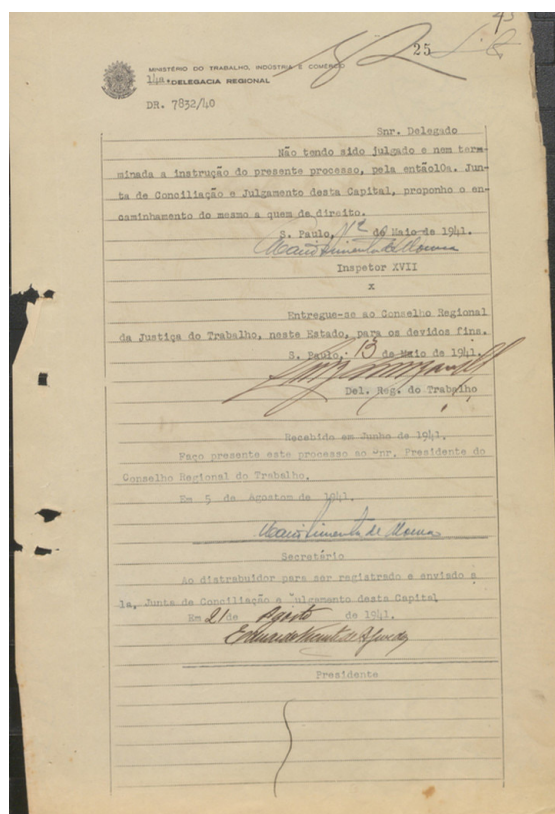 45
25
MINISTÉRIO DO TRABALHO, INDÚSTRIA E COMÉRCIO
14a. DELEGACIA REGIONAL
DR. 7832/40
Snr. Delegado
Não tendo sido julgado e nem ter-
minada a instrução do presente processo, pela então10a. Jun-
ta de Conciliação e Julgamento desta Capital, proponho o en-
caminhamento do mesmo a quem de direito.
S. Paulo, 12 de Maio de 1941.
Inspetor XVII
x
Entregue-se ao Conselho Regional
da Justiça do Trabalho, neste Estado, para os devidos fins.
S. Paulo, 13 de Maio de 1941.
Del. Reg. do Trabalho
Recebido em Junho de 1941.
Faço presente este processo ao Snr. Presidente do
Conselho Regional do Trabalho.
Em 5 de Agostom de 1941.
Secretário
Ao distrabuidor para ser registrado e enviado a
1a. Junta de Conciliação e Julgamento desta Capital
Em 21 de Agosto de 1941.
Presidente